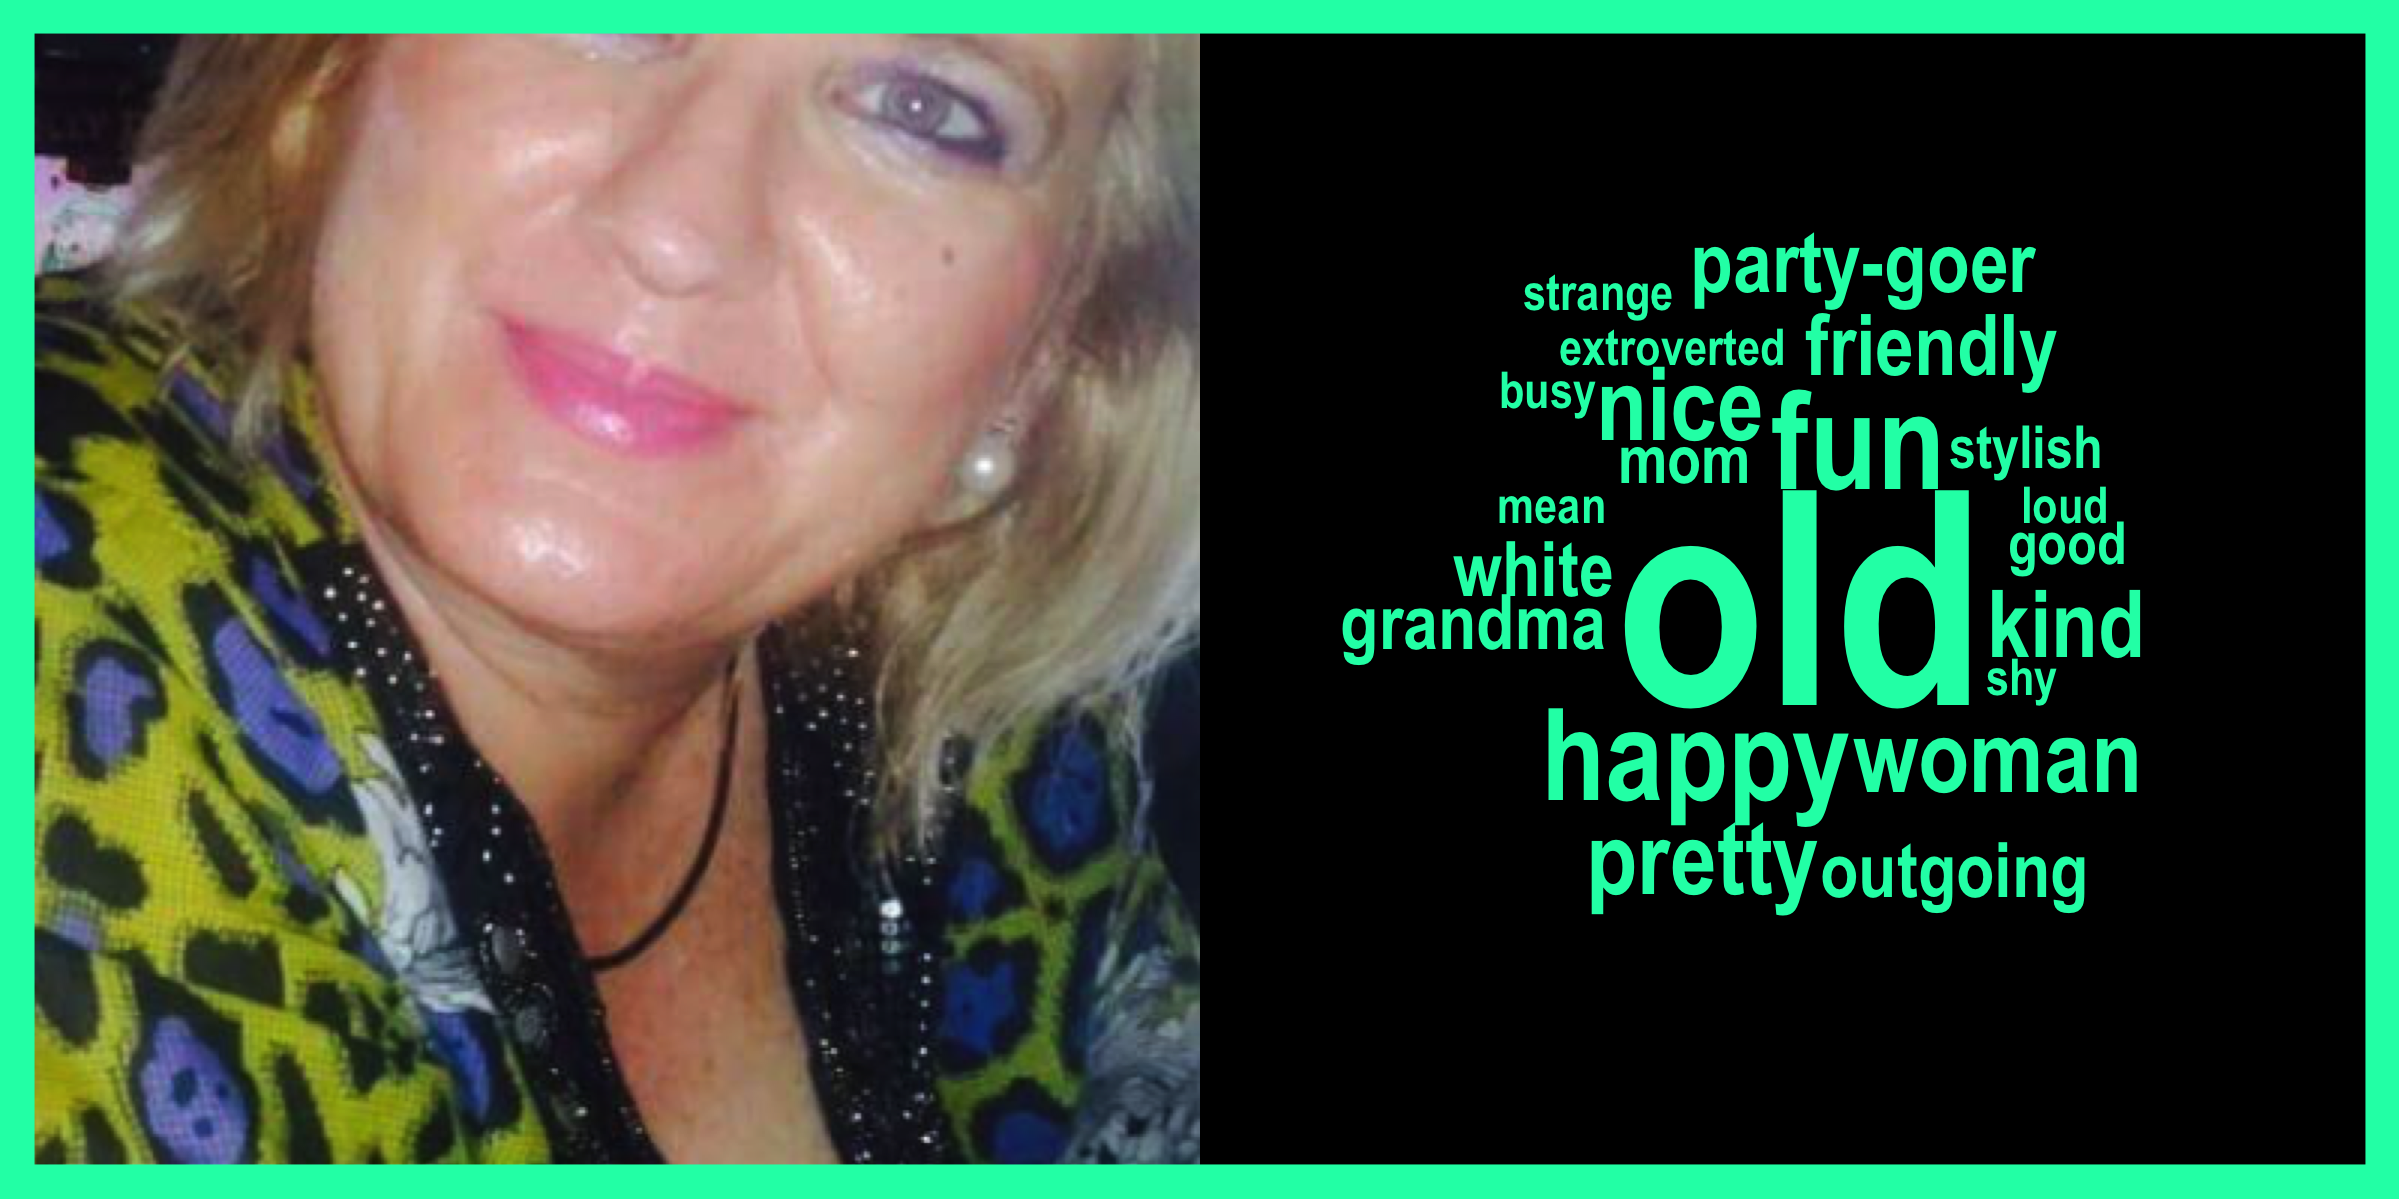 party-goer
strange
extroverted friendly
busy nice
fun stylish
mom
mean loud
good
white old
grandma kind
shy
happy woman
pretty outgoing